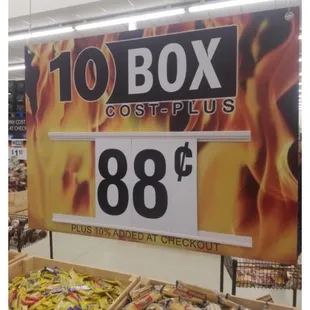 10 BOX
COST-PLUS
88¢
PLUS 10% ADDED AT CHECKOUT